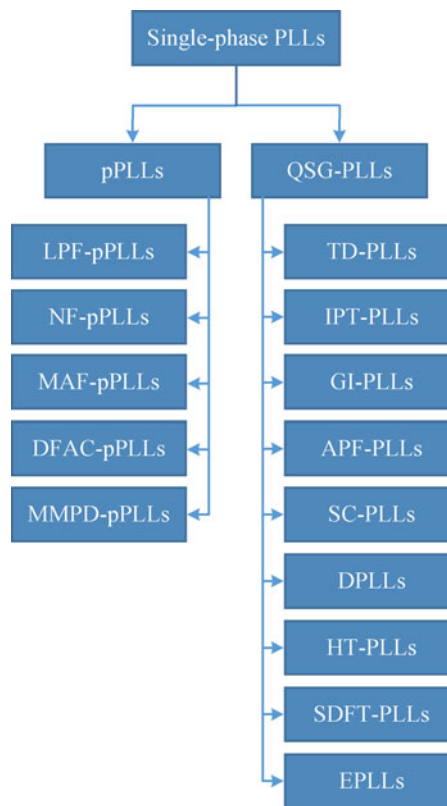 Single-phase PLLs
pPLLs
QSG-PLLs
LPF-pPLLs
NF-pPLLs
MAF-pPLLs
DFAC-pPLLs
MMPD-pPLLs
TD-PLLs
IPT-PLLs
GI-PLLs
APF-PLLs
SC-PLLs
DPLLs
HT-PLLs
SDFT-PLLs
EPLLs